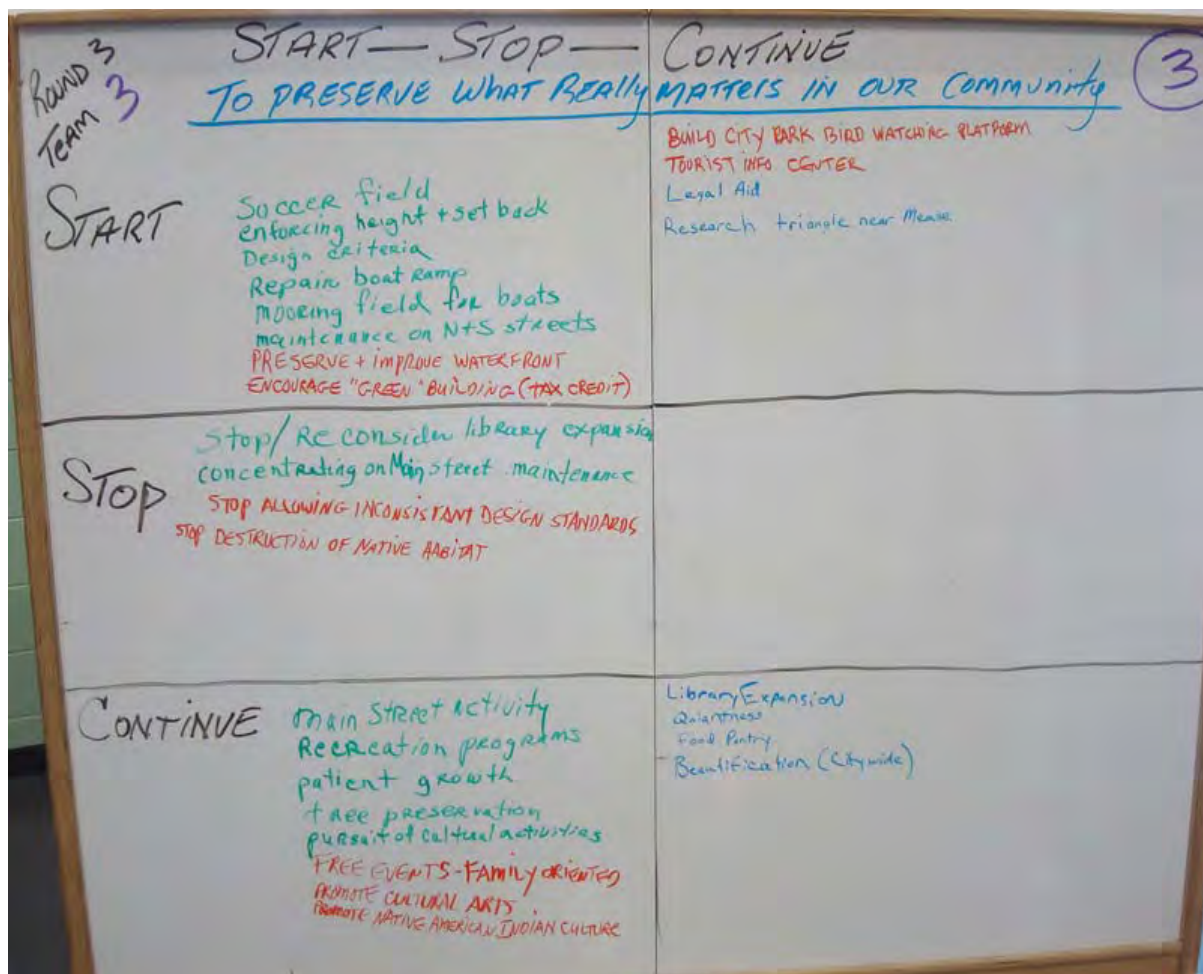 ROUND 3
TEAM 3
START — STOP — CONTINUE
3
TO PRESERVE WHAT REAlly MATTERS IN OUR Community
START
Soccer field
enforcing height + set back
Design criteria
Repair boat Ramp
mooring field for boats
maintenance on N+S streets
PRESERVE + improve WATERFRONT
ENCOURAGE "GREEN" BUILDING (TAX CREDIT)
BUILD CITY PARK BIRD WATCHING PLATFORM
TOURIST INFO CENTER
Legal Aid
Research triangle near Mease
STOP
Stop/ Reconsider library expansion
concentrating on Main street maintenance
STOP ALLOWING INCONSISTANT DESIGN STANDARDS
STOP DESTRUCTION OF NATIVE HABITAT
CONTINUE
Main Street activity
Recreation programs
patient growth
tree preservation
pursuit of cultural activities
FREE EVENTS - FAMILY ORIENTED
PROMOTE CULTURAL ARTS
PROMOTE NATIVE AMERICAN INDIAN CULTURE
Library Expansion
Quiantness
Food Pantry
Beautification (Citywide)